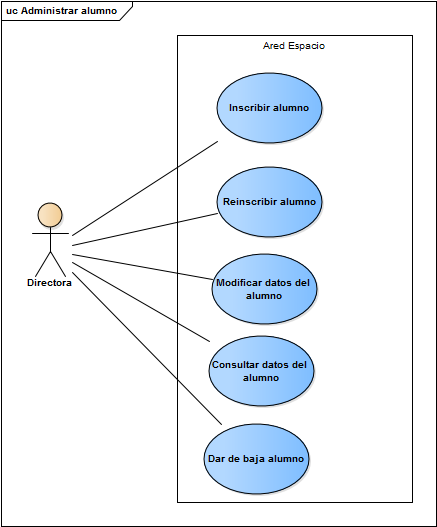 uc Administrar alumno
Ared Espacio
Inscribir alumno
Reinscribir alumno
Directora
Modificar datos del
alumno
Consultar datos del
alumno
Dar de baja alumno